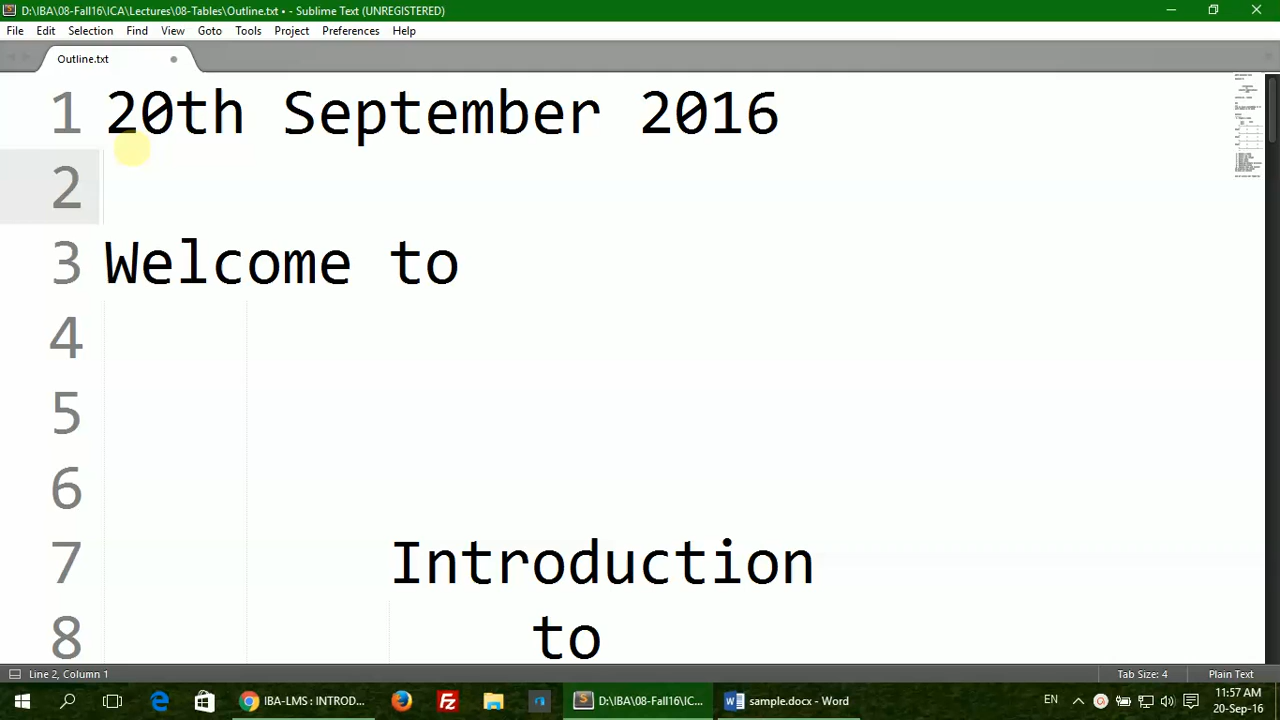 D:\IBA\08-Fall16\ICA\Lectures\08-Tables\Outline.txt • - Sublime Text (UNREGISTERED)
File Edit Selection Find View Goto Tools Project Preferences Help
Outline.txt
1 20th September 2016
2
3 Welcome to
4
5
6
7 Introduction
8 to
Line 2, Column 1 Tab Size: 4 Plain Text
IBA-LMS : INTROD... D:\IBA\08-Fall16\IC... sample.docx - Word EN 11:57 AM
20-Sep-16